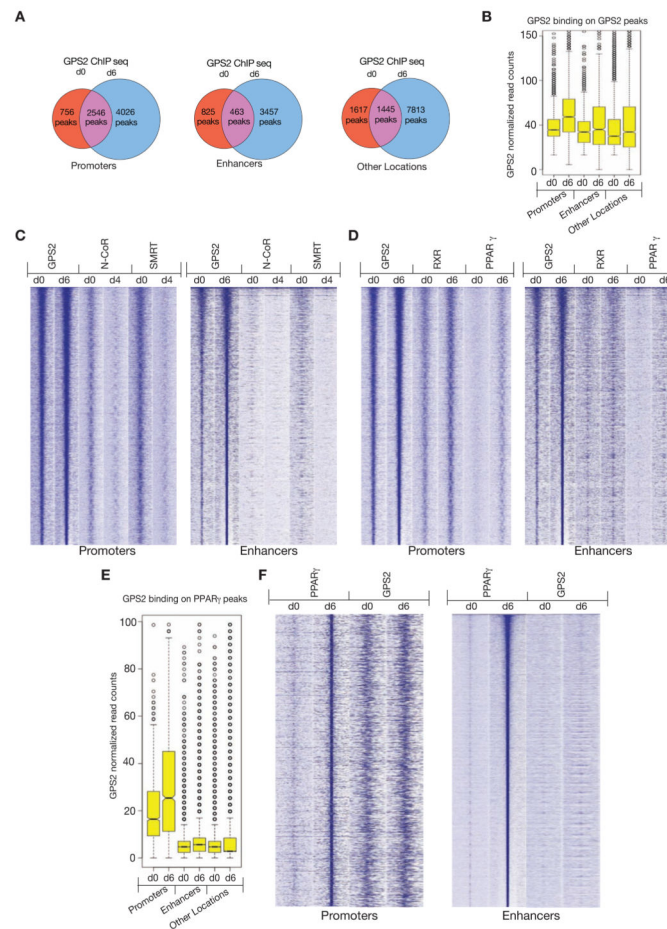 A
GPS2 ChIP seq
d0 d6
756 peaks
2546 peaks
4026 peaks
Promoters
GPS2 ChIP seq
d0 d6
825 peaks
463 peaks
3457 peaks
Enhancers
GPS2 ChIP seq
d0 d6
1617 peaks
1445 peaks
7813 peaks
Other Locations
B
GPS2 binding on GPS2 peaks
GPS2 normalized read counts
150
100
40
0
d0 d6 d0 d6 d0 d6
Promoters
Enhancers
Other Locations
C
GPS2 N-CoR SMRT
d0 d6 d0 d4 d0 d4
Promoters
GPS2 N-CoR SMRT
d0 d6 d0 d4 d0 d4
Enhancers
D
GPS2 RXR PPAR γ
d0 d6 d0 d6 d0 d6
Promoters
GPS2 RXR PPAR γ
d0 d6 d0 d6 d0 d6
Enhancers
E
GPS2 binding on PPARγ peaks
GPS2 normalized read counts
100
80
60
40
20
0
d0 d6 d0 d6 d0 d6
Promoters
Enhancers
Other Locations
F
PPARγ GPS2
d0 d6 d0 d6
Promoters
PPARγ GPS2
d0 d6 d0 d6
Enhancers